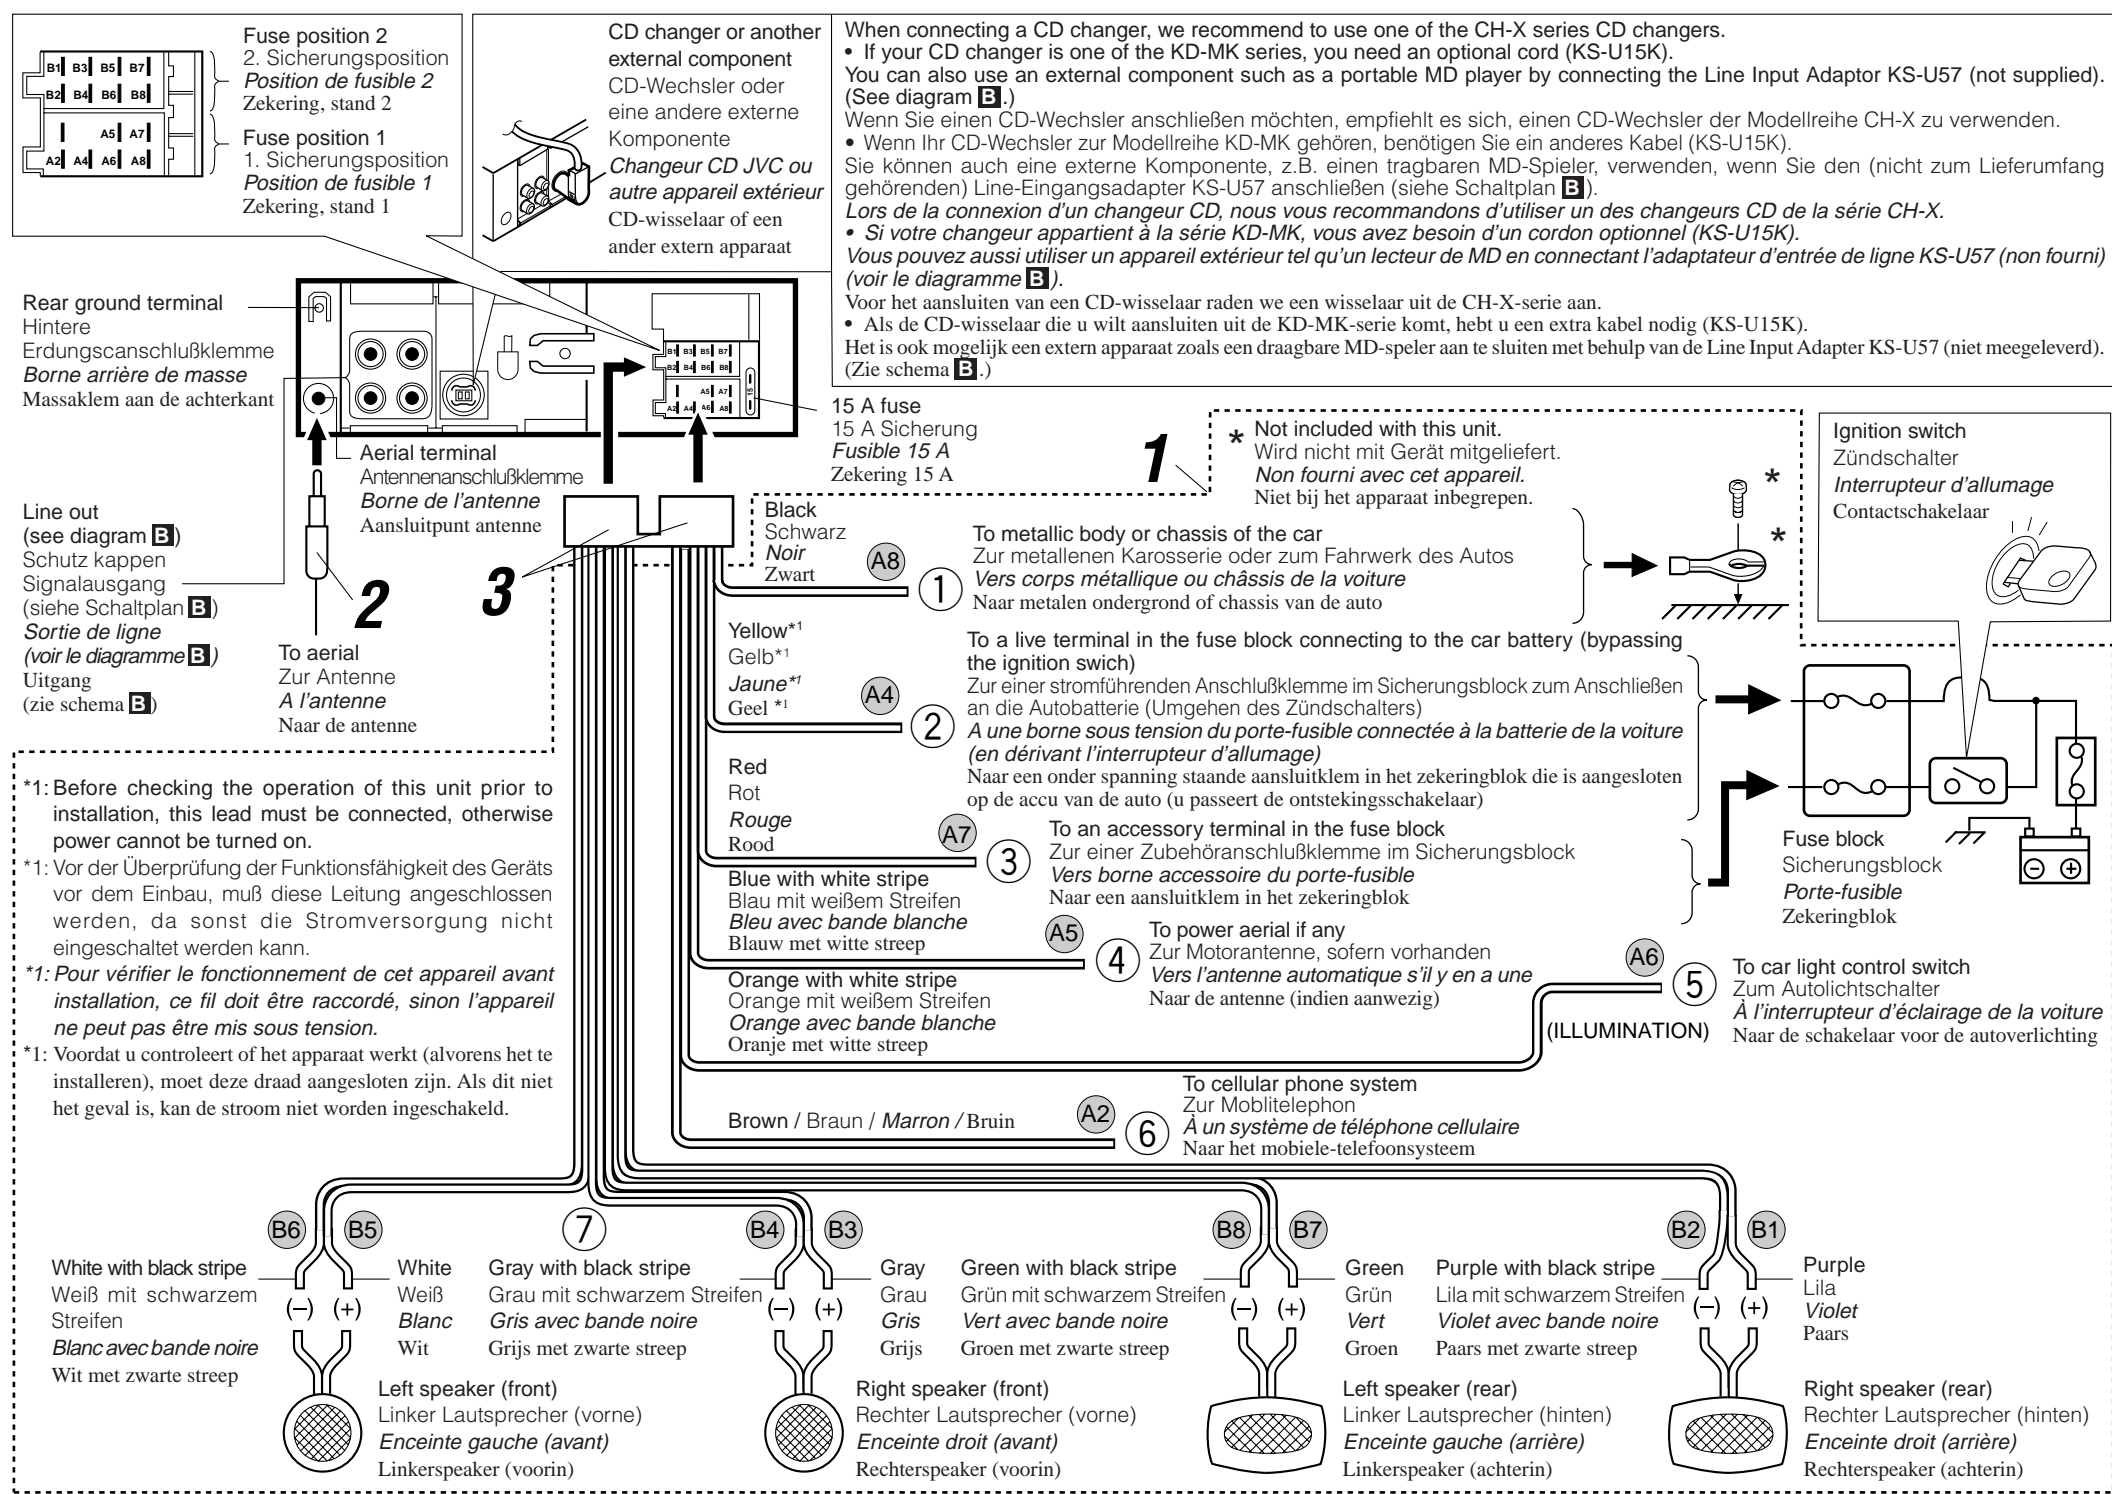 B1 B3 B5 B7
B2 B4 B6 B8
A5 A7
A2 A4 A6 A8
Fuse position 2
2. Sicherungsposition
Position de fusible 2
Zekering, stand 2
Fuse position 1
1. Sicherungsposition
Position de fusible 1
Zekering, stand 1
CD changer or another
external component
CD-Wechsler oder
eine andere externe
Komponente
Changeur CD JVC ou
autre appareil extérieur
CD-wisselaar of een
ander extern apparaat
When connecting a CD changer, we recommend to use one of the CH-X series CD changers.
• If your CD changer is one of the KD-MK series, you need an optional cord (KS-U15K).
You can also use an external component such as a portable MD player by connecting the Line Input Adaptor KS-U57 (not supplied).
(See diagram B.)
Wenn Sie einen CD-Wechsler anschließen möchten, empfiehlt es sich, einen CD-Wechsler der Modellreihe CH-X zu verwenden.
• Wenn Ihr CD-Wechsler zur Modellreihe KD-MK gehören, benötigen Sie ein anderes Kabel (KS-U15K).
Sie können auch eine externe Komponente, z.B. einen tragbaren MD-Spieler, verwenden, wenn Sie den (nicht zum Lieferumfang
gehörenden) Line-Eingangsadapter KS-U57 anschließen (siehe Schaltplan B).
Lors de la connexion d'un changeur CD, nous vous recommandons d'utiliser un des changeurs CD de la série CH-X.
• Si votre changeur appartient à la série KD-MK, vous avez besoin d'un cordon optionnel (KS-U15K).
Vous pouvez aussi utiliser un appareil extérieur tel qu'un lecteur de MD en connectant l'adaptateur d'entrée de ligne KS-U57 (non fourni)
(voir le diagramme B).
Voor het aansluiten van een CD-wisselaar raden we een wisselaar uit de CH-X-serie aan.
• Als de CD-wisselaar die u wilt aansluiten uit de KD-MK-serie komt, hebt u een extra kabel nodig (KS-U15K).
Het is ook mogelijk een extern apparaat zoals een draagbare MD-speler aan te sluiten met behulp van de Line Input Adapter KS-U57 (niet meegeleverd).
(Zie schema B.)
Rear ground terminal
Hintere
Erdungscanschlußklemme
Borne arrière de masse
Massaklem aan de achterkant
B1 B3 B5 B7
B2 B4 B6 B8
A5 A7
A2 A4 A6 A8
15
15 A fuse
15 A Sicherung
Fusible 15 A
Zekering 15 A
Aerial terminal
Antennenanschlußklemme
Borne de l'antenne
Aansluitpunt antenne
Line out
(see diagram B)
Schutz kappen
Signalausgang
(siehe Schaltplan B)
Sortie de ligne
(voir le diagramme B)
Uitgang
(zie schema B)
2
To aerial
Zur Antenne
A l'antenne
Naar de antenne
3
1
* Not included with this unit.
Wird nicht mit Gerät mitgeliefert.
Non fourni avec cet appareil.
Niet bij het apparaat inbegrepen.
*
*
Ignition switch
Zündschalter
Interrupteur d'allumage
Contactschakelaar
Black
Schwarz
Noir
Zwart
A8
1
To metallic body or chassis of the car
Zur metallenen Karosserie oder zum Fahrwerk des Autos
Vers corps métallique ou châssis de la voiture
Naar metalen ondergrond of chassis van de auto
Yellow*1
Gelb*1
Jaune*1
Geel *1
A4
2
To a live terminal in the fuse block connecting to the car battery (bypassing
the ignition swich)
Zur einer stromführenden Anschlußklemme im Sicherungsblock zum Anschließen
an die Autobatterie (Umgehen des Zündschalters)
A une borne sous tension du porte-fusible connectée à la batterie de la voiture
(en dérivant l'interrupteur d'allumage)
Naar een onder spanning staande aansluitklem in het zekeringblok die is aangesloten
op de accu van de auto (u passeert de ontstekingsschakelaar)
Red
Rot
Rouge
Rood
A7
3
To an accessory terminal in the fuse block
Zur einer Zubehöranschlußklemme im Sicherungsblock
Vers borne accessoire du porte-fusible
Naar een aansluitklem in het zekeringblok
Fuse block
Sicherungsblock
Porte-fusible
Zekeringblok
Blue with white stripe
Blau mit weißem Streifen
Bleu avec bande blanche
Blauw met witte streep
A5
4
To power aerial if any
Zur Motorantenne, sofern vorhanden
Vers l'antenne automatique s'il y en a une
Naar de antenne (indien aanwezig)
Orange with white stripe
Orange mit weißem Streifen
Orange avec bande blanche
Oranje met witte streep
A6
5
(ILLUMINATION)
To car light control switch
Zum Autolichtschalter
À l'interrupteur d'éclairage de la voiture
Naar de schakelaar voor de autoverlichting
Brown / Braun / Marron / Bruin
A2
6
To cellular phone system
Zur Moblitelephon
À un système de téléphone cellulaire
Naar het mobiele-telefoonsysteem
*1: Before checking the operation of this unit prior to
installation, this lead must be connected, otherwise
power cannot be turned on.
*1: Vor der Überprüfung der Funktionsfähigkeit des Geräts
vor dem Einbau, muß diese Leitung angeschlossen
werden, da sonst die Stromversorgung nicht
eingeschaltet werden kann.
*1: Pour vérifier le fonctionnement de cet appareil avant
installation, ce fil doit être raccordé, sinon l'appareil
ne peut pas être mis sous tension.
*1: Voordat u controleert of het apparaat werkt (alvorens het te
installeren), moet deze draad aangesloten zijn. Als dit niet
het geval is, kan de stroom niet worden ingeschakeld.
B6 B5 7 B4 B3 B8 B7 B2 B1
White with black stripe
Weiß mit schwarzem
Streifen
Blanc avec bande noire
Wit met zwarte streep
(−) (+)
White
Weiß
Blanc
Wit
Gray with black stripe
Grau mit schwarzem Streifen
Gris avec bande noire
Grijs met zwarte streep
(−) (+)
Gray
Grau
Gris
Grijs
Green with black stripe
Grün mit schwarzem Streifen
Vert avec bande noire
Groen met zwarte streep
(−) (+)
Green
Grün
Vert
Groen
Purple with black stripe
Lila mit schwarzem Streifen
Violet avec bande noire
Paars met zwarte streep
(−) (+)
Purple
Lila
Violet
Paars
Left speaker (front)
Linker Lautsprecher (vorne)
Enceinte gauche (avant)
Linkerspeaker (voorin)
Right speaker (front)
Rechter Lautsprecher (vorne)
Enceinte droit (avant)
Rechterspeaker (voorin)
Left speaker (rear)
Linker Lautsprecher (hinten)
Enceinte gauche (arrière)
Linkerspeaker (achterin)
Right speaker (rear)
Rechter Lautsprecher (hinten)
Enceinte droit (arrière)
Rechterspeaker (achterin)